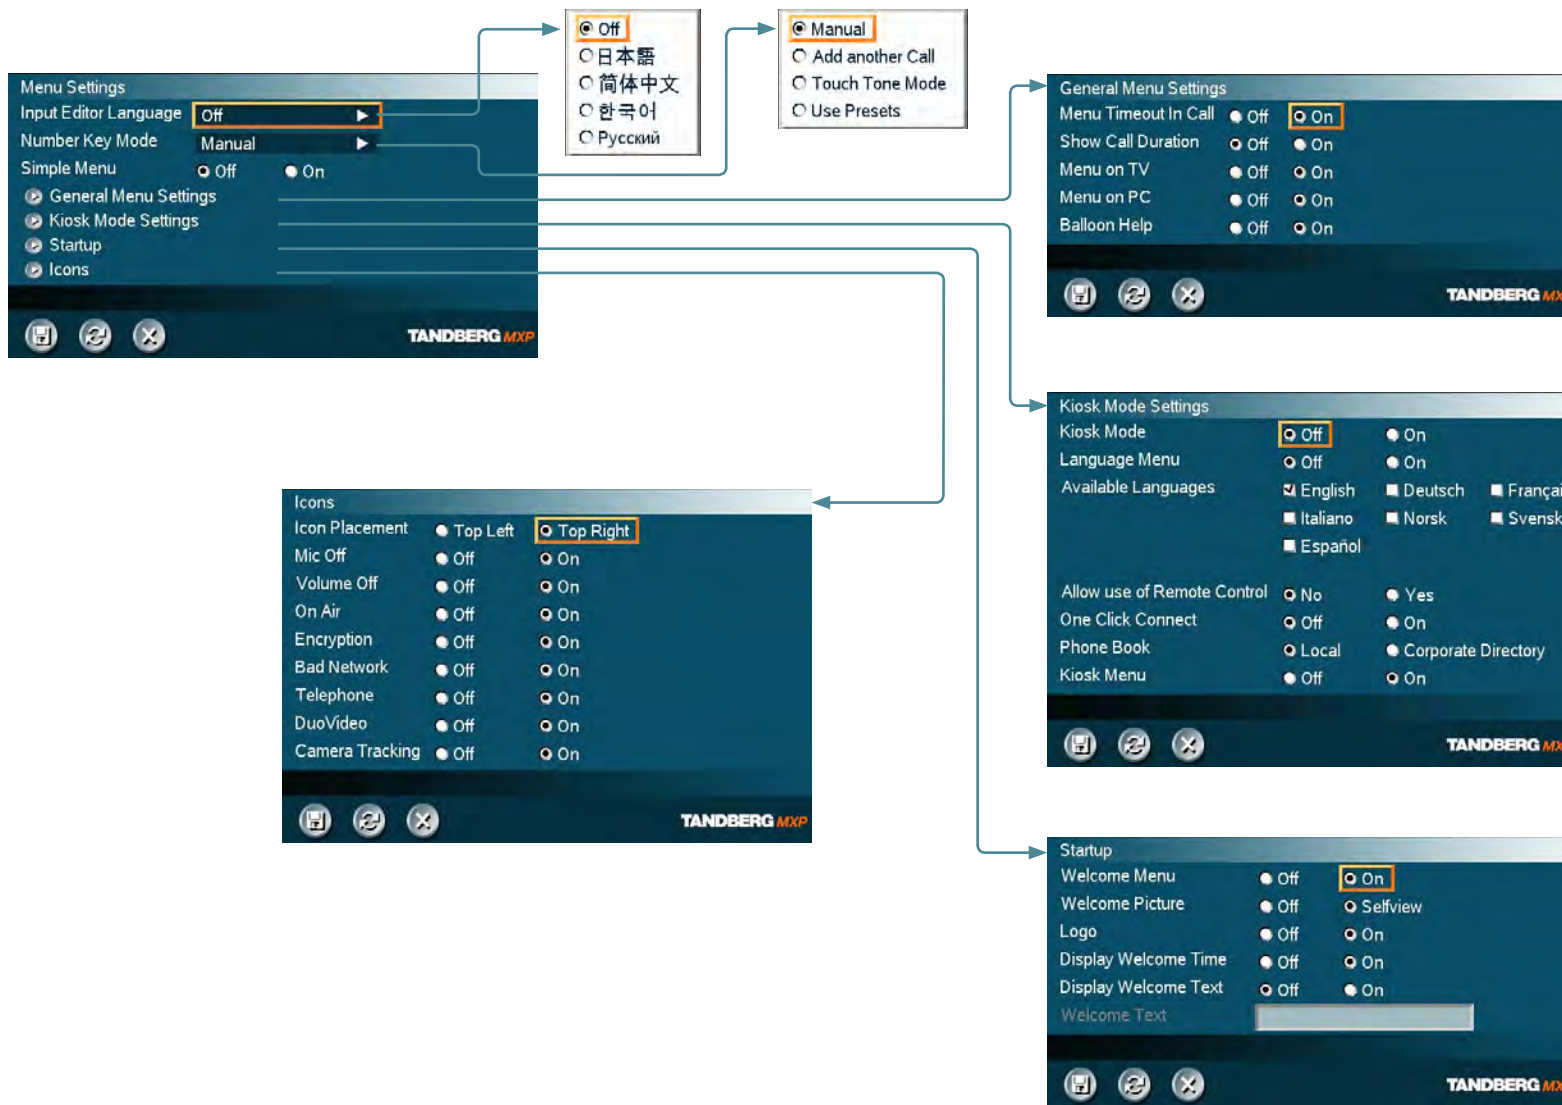 Menu Settings
Input Editor Language Off
Number Key Mode Manual
Simple Menu Off On
General Menu Settings
Kiosk Mode Settings
Startup
Icons
TANDBERG MXP
Off
日本語
简体中文
한국어
Русский
Manual
Add another Call
Touch Tone Mode
Use Presets
General Menu Settings
Menu Timeout In Call Off On
Show Call Duration Off On
Menu on TV Off On
Menu on PC Off On
Balloon Help Off On
TANDBERG MX
Kiosk Mode Settings
Kiosk Mode Off On
Language Menu Off On
Available Languages English Deutsch Françai
Italiano Norsk Svensk
Español
Allow use of Remote Control No Yes
One Click Connect Off On
Phone Book Local Corporate Directory
Kiosk Menu Off On
TANDBERG MX
Icons
Icon Placement Top Left Top Right
Mic Off Off On
Volume Off Off On
On Air Off On
Encryption Off On
Bad Network Off On
Telephone Off On
DuoVideo Off On
Camera Tracking Off On
TANDBERG MXP
Startup
Welcome Menu Off On
Welcome Picture Off Selfview
Logo Off On
Display Welcome Time Off On
Display Welcome Text Off On
Welcome Text
TANDBERG MX